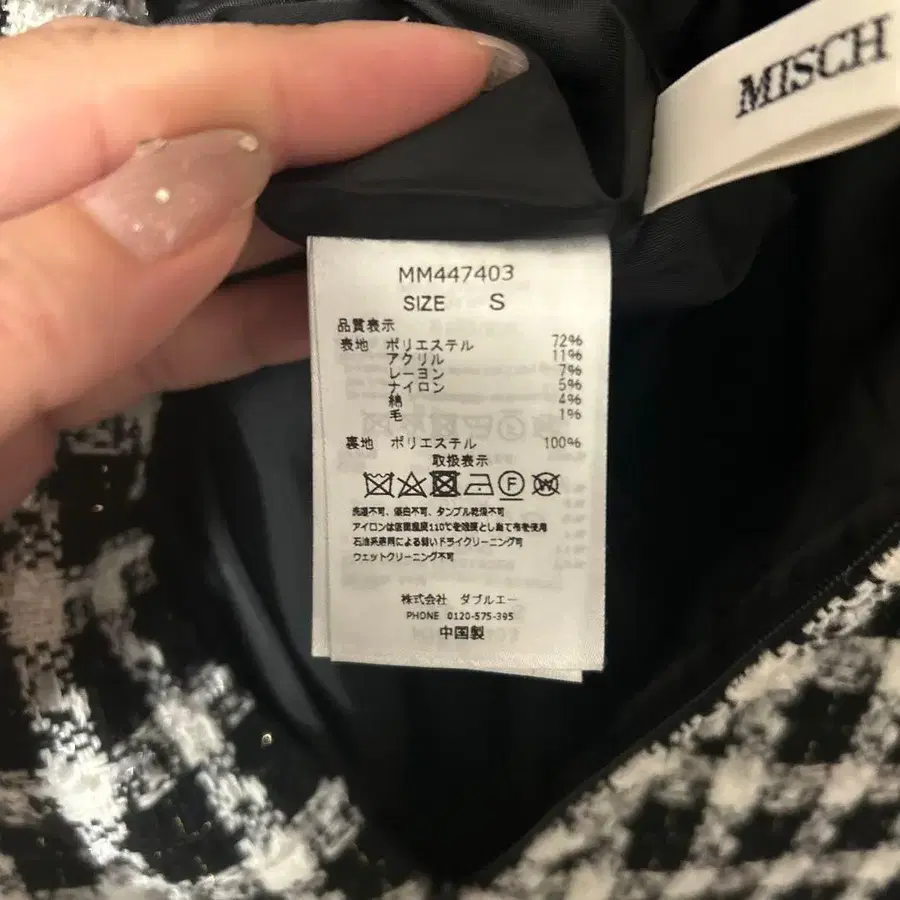 MISCH
MM447403
SIZE S
品質表示
表地 ポリエステル 72%
アクリル 11%
レーヨン 7%
ナイロン 5%
綿 4%
毛 1%
裏地 ポリエステル 100%
取扱表示
F
W
洗濯不可、漂白不可、タンブル乾燥不可
アイロンは底面温度110℃を限度とし当て布を使用
石油系溶剤による弱いドライクリーニング可
ウェットクリーニング不可
株式会社 ダブルエー
PHONE 0120-575-395
中国製